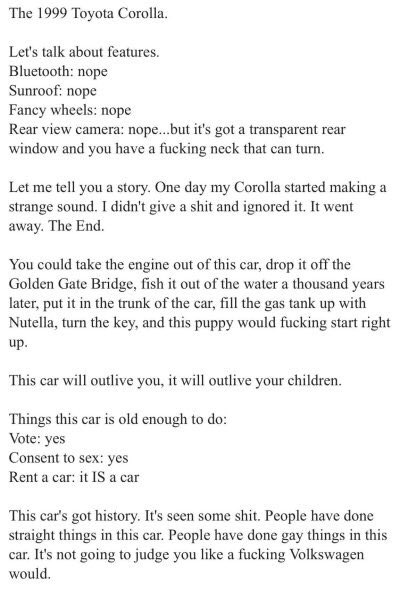 The 1999 Toyota Corolla.
Let's talk about features.
Bluetooth: nope
Sunroof: nope
Fancy wheels: nope
Rear view camera: nope...but it's got a transparent rear
window and you have a fucking neck that can turn.
Let me tell you a story. One day my Corolla started making a
strange sound. I didn't give a shit and ignored it. It went
away. The End.
You could take the engine out of this car, drop it off the
Golden Gate Bridge, fish it out of the water a thousand years
later, put it in the trunk of the car, fill the gas tank up with
Nutella, turn the key, and this puppy would fucking start right
up.
This car will outlive you, it will outlive your children.
Things this car is old enough to do:
Vote: yes
Consent to sex: yes
Rent a car: it IS a car
This car's got history. It's seen some shit. People have done
straight things in this car. People have done gay things in this
car. It's not going to judge you like a fucking Volkswagen
would.